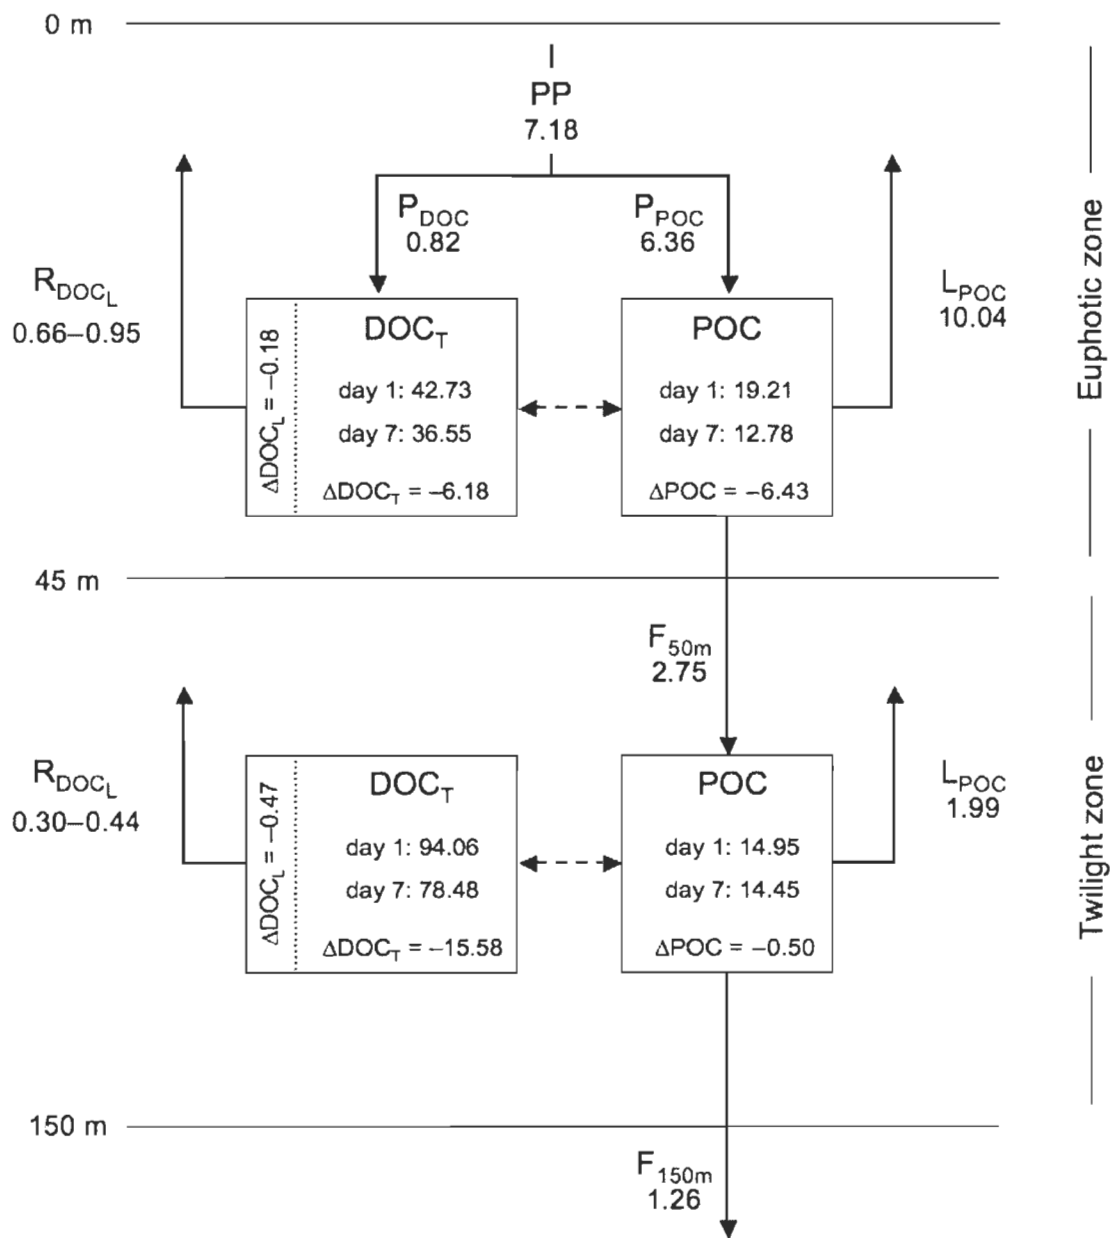 0 m
PP
7.18
P_DOC
0.82
P_POC
6.36
R_DOC_L
0.66–0.95
L_POC
10.04
Euphotic zone
ΔDOC_L = –0.18
DOC_T
day 1: 42.73
day 7: 36.55
ΔDOC_T = –6.18
POC
day 1: 19.21
day 7: 12.78
ΔPOC = –6.43
45 m
F_50m
2.75
R_DOC_L
0.30–0.44
L_POC
1.99
Twilight zone
ΔDOC_L = –0.47
DOC_T
day 1: 94.06
day 7: 78.48
ΔDOC_T = –15.58
POC
day 1: 14.95
day 7: 14.45
ΔPOC = –0.50
150 m
F_150m
1.26